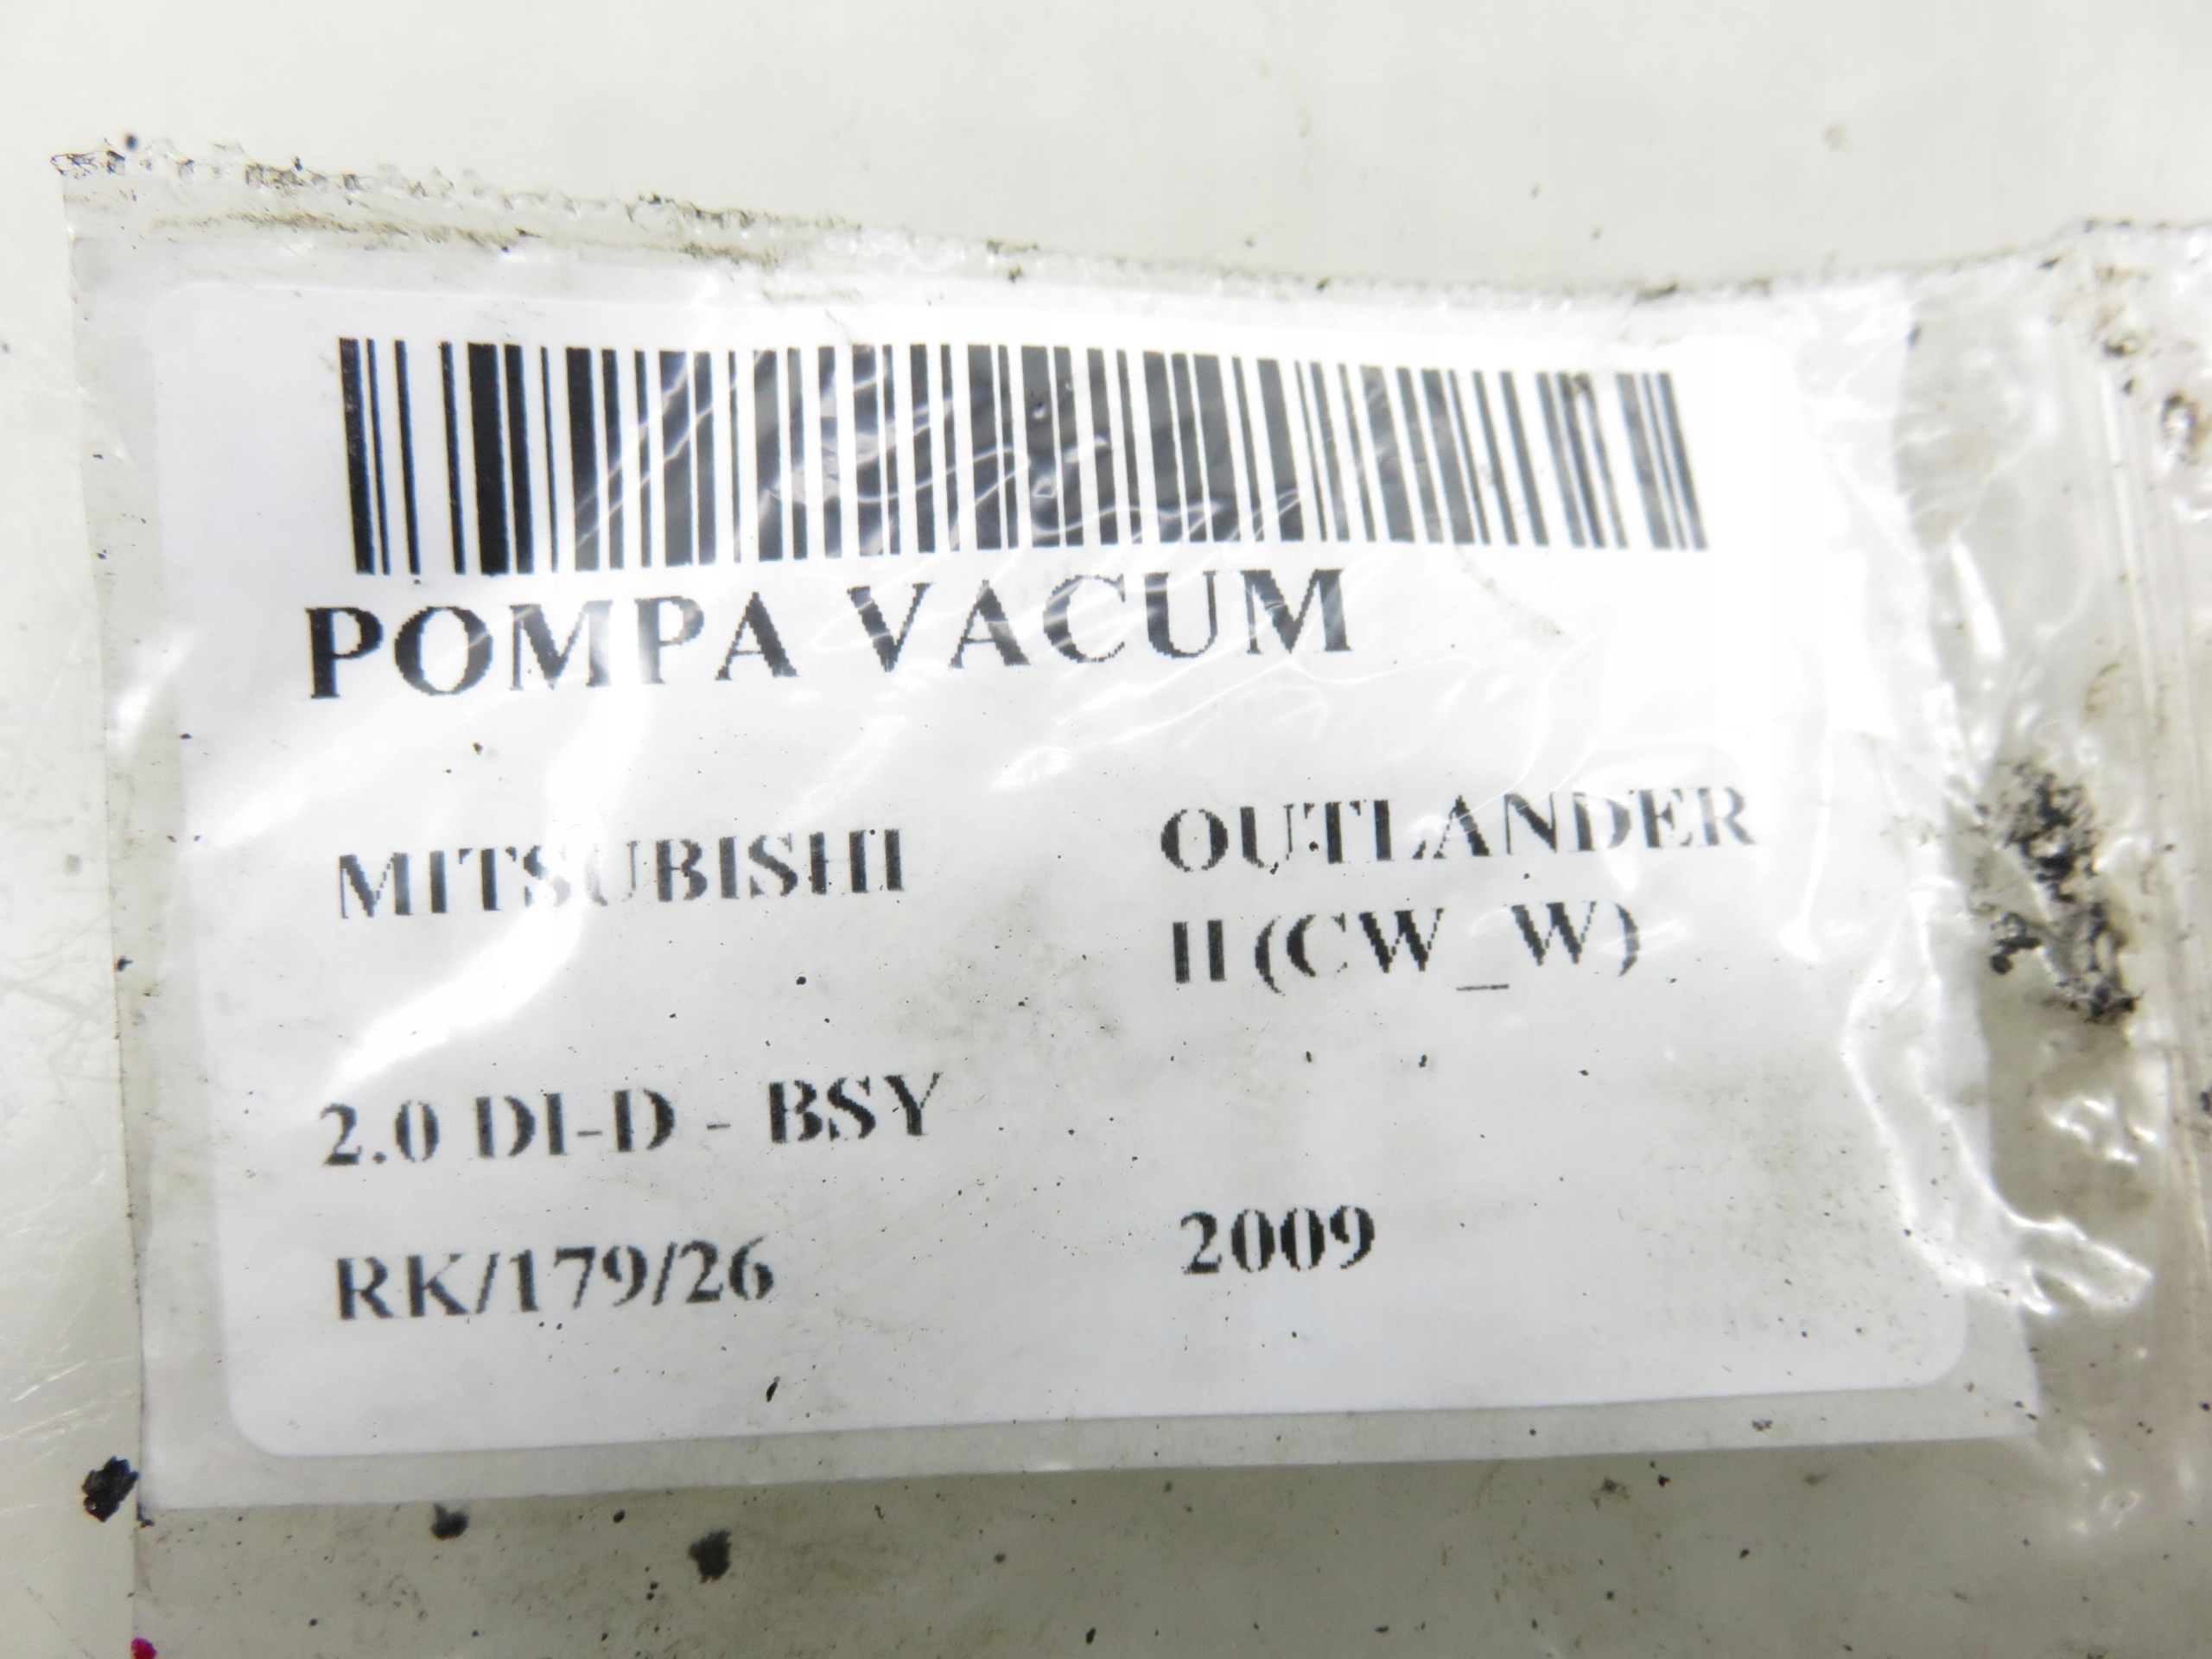 POMPA VACUM
MITSUBISHI
OUTLANDER
II (CW_W)
2.0 DI-D - BSY
RK/179/26
2009